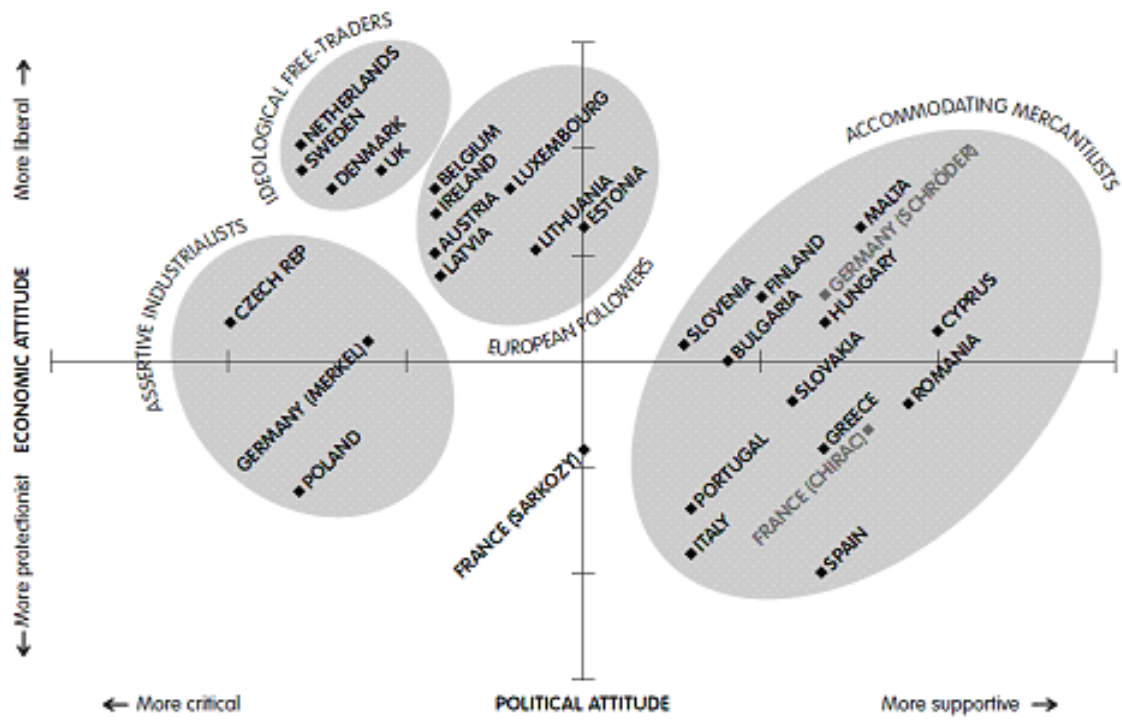 IDEOLOGICAL FREE-TRADERS
NETHERLANDS
SWEDEN
DENMARK
UK
BELGIUM
IRELAND
AUSTRIA
LATVIA
LUXEMBOURG
LITHUANIA
ESTONIA
EUROPEAN FOLLOWERS
ACCOMMODATING MERCANTILISTS
MALTA
GERMANY (SCHRÖDER)
FINLAND
HUNGARY
SLOVENIA
BULGARIA
CYPRUS
SLOVAKIA
ROMANIA
GREECE
FRANCE (CHIRAC)
PORTUGAL
ITALY
SPAIN
ASSERTIVE INDUSTRIALISTS
CZECH REP
GERMANY (MERKEL)
POLAND
FRANCE (SARKOZY)
More liberal →
ECONOMIC ATTITUDE
← More protectionist
← More critical
POLITICAL ATTITUDE
More supportive →